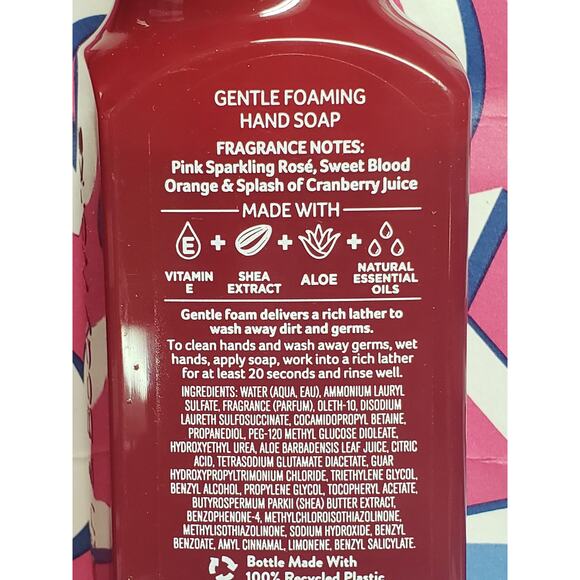 GENTLE FOAMING
HAND SOAP
FRAGRANCE NOTES:
Pink Sparkling Rosé, Sweet Blood
Orange & Splash of Cranberry Juice
MADE WITH
E + + +
VITAMIN E
SHEA EXTRACT
ALOE
NATURAL ESSENTIAL OILS
Gentle foam delivers a rich lather to
wash away dirt and germs.
To clean hands and wash away germs, wet
hands, apply soap, work into a rich lather
for at least 20 seconds and rinse well.
INGREDIENTS: WATER (AQUA, EAU), AMMONIUM LAURYL
SULFATE, FRAGRANCE (PARFUM), OLETH-10, DISODIUM
LAURETH SULFOSUCCINATE, COCAMIDOPROPYL BETAINE,
PROPANEDIOL, PEG-120 METHYL GLUCOSE DIOLEATE,
HYDROXYETHYL UREA, ALOE BARBADENSIS LEAF JUICE, CITRIC
ACID, TETRASODIUM GLUTAMATE DIACETATE, GUAR
HYDROXYPROPYLTRIMONIUM CHLORIDE, TRIETHYLENE GLYCOL,
BENZYL ALCOHOL, PROPYLENE GLYCOL, TOCOPHERYL ACETATE,
BUTYROSPERMUM PARKII (SHEA) BUTTER EXTRACT,
BENZOPHENONE-4, METHYLCHLOROISOTHIAZOLINONE,
METHYLISOTHIAZOLINONE, SODIUM HYDROXIDE, BENZYL
BENZOATE, AMYL CINNAMAL, LIMONENE, BENZYL SALICYLATE.
Bottle Made With
100% Recycled Plastic